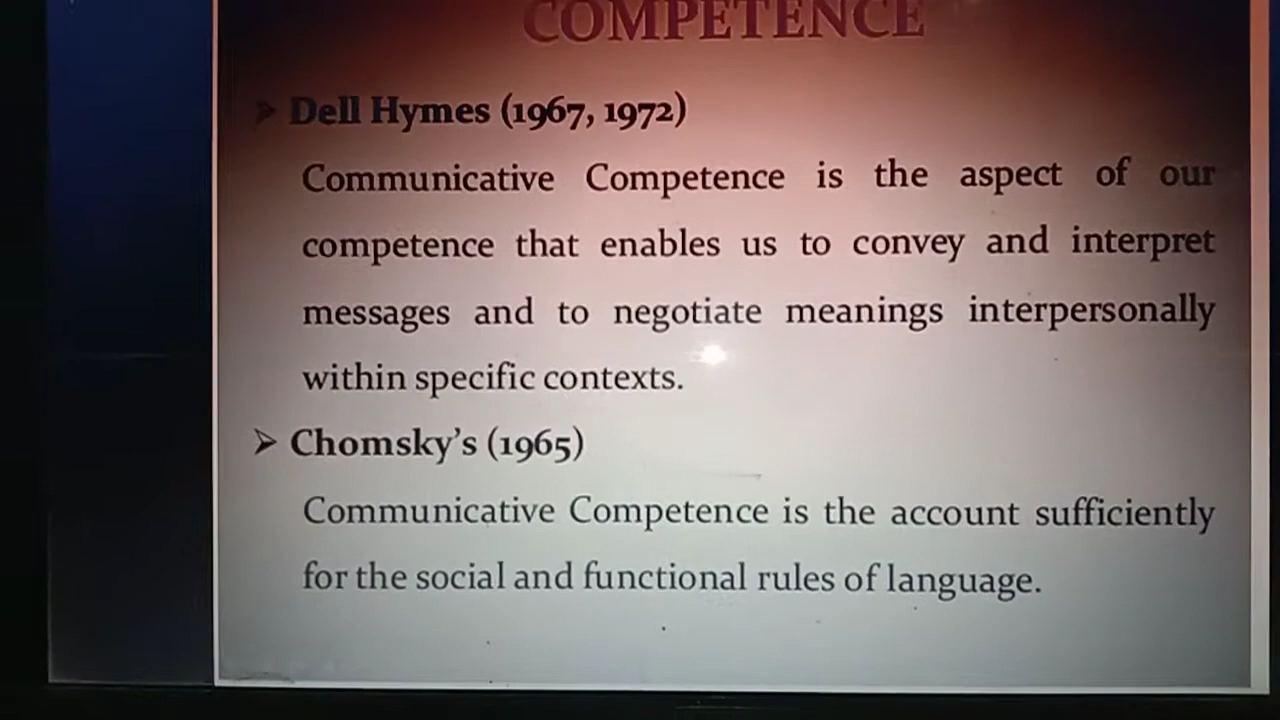 COMPETENCE
➢ Dell Hymes (1967, 1972)
Communicative Competence is the aspect of our
competence that enables us to convey and interpret
messages and to negotiate meanings interpersonally
within specific contexts.
➢ Chomsky's (1965)
Communicative Competence is the account sufficiently
for the social and functional rules of language.